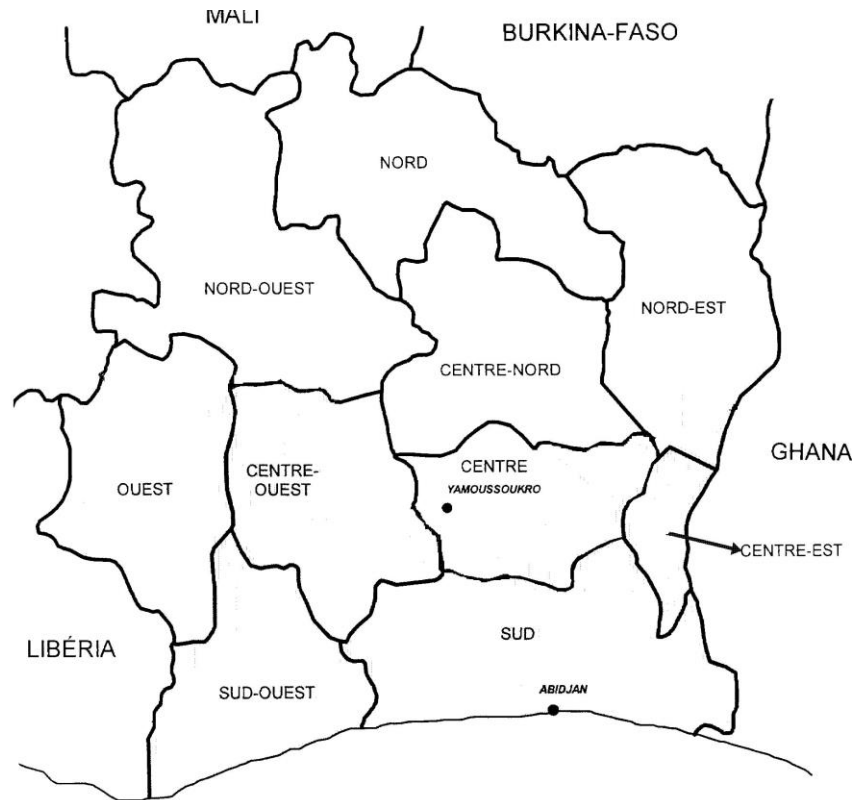 MALI
BURKINA-FASO
NORD
NORD-OUEST
NORD-EST
CENTRE-NORD
GHANA
CENTRE
CENTRE-
OUEST
OUEST
YAMOUSSOUKRO
CENTRE-EST
SUD
LIBÉRIA
SUD-OUEST
ABIDJAN